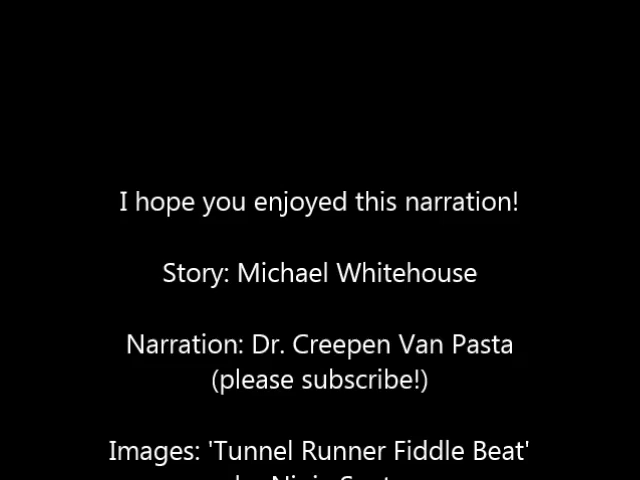 I hope you enjoyed this narration!
Story: Michael Whitehouse
Narration: Dr. Creepen Van Pasta
(please subscribe!)
Images: 'Tunnel Runner Fiddle Beat'